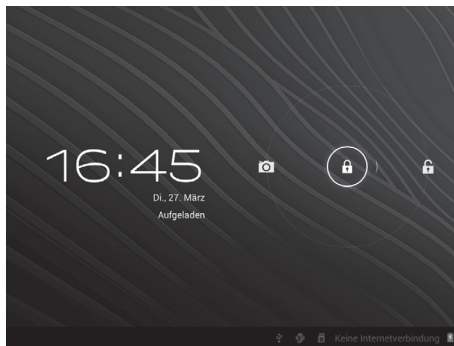 16:45
Di., 27. März
Aufgeladen
Keine Internetverbindung